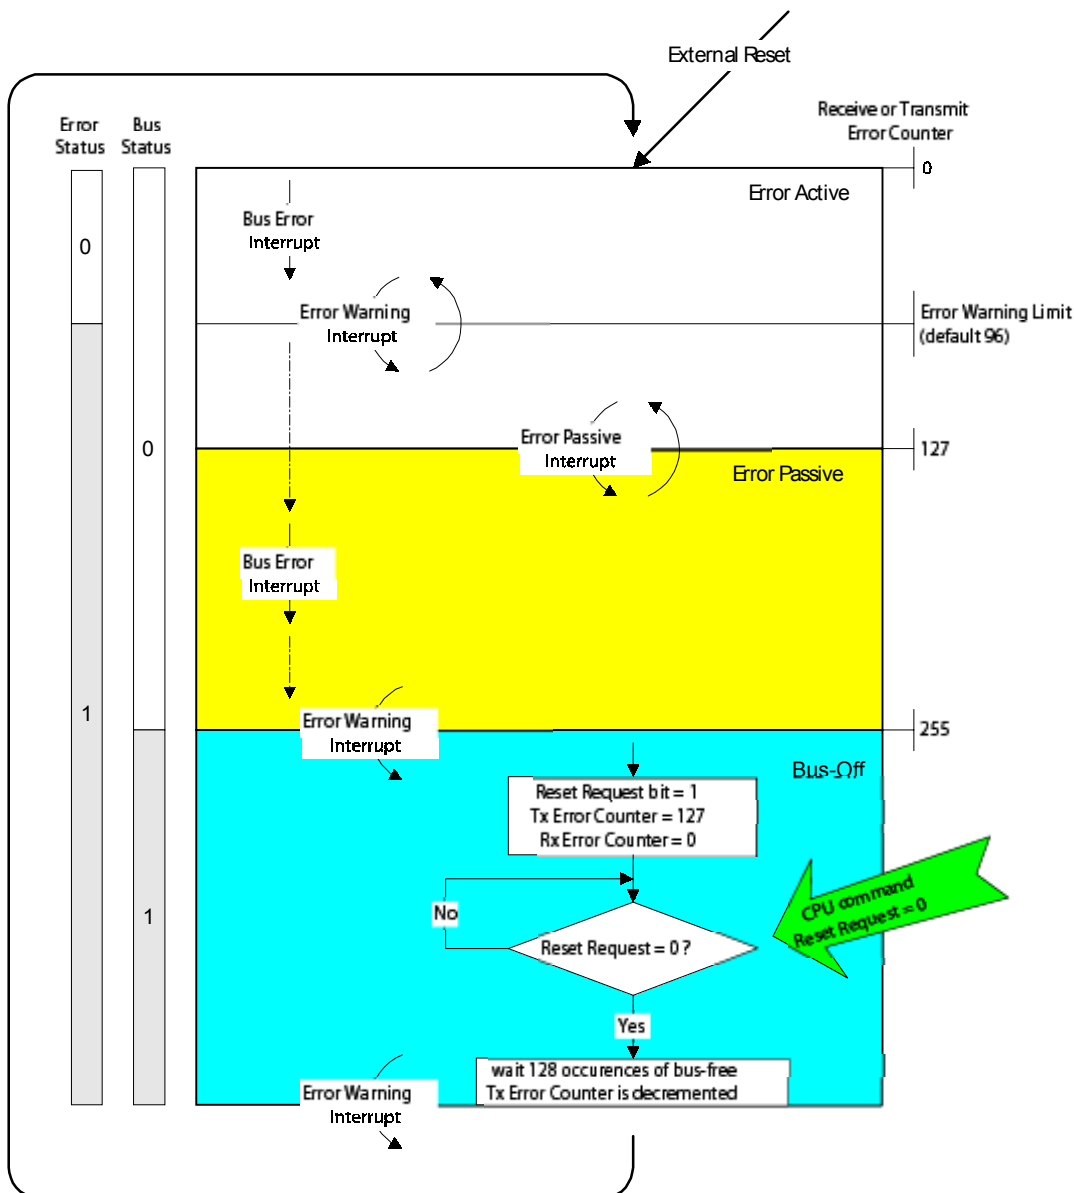 External Reset
Receive or Transmit
Error Counter
Error
Status
Bus
Status
0
Error Active
Bus Error
Interrupt
0
Error Warning
Interrupt
Error Warning Limit
(default 96)
Error Passive
Interrupt
0
127
Error Passive
Bus Error
Interrupt
1
Error Warning
Interrupt
255
Bus-Off
Reset Request bit = 1
Tx Error Counter = 127
Rx Error Counter = 0
CPU command
Reset Request = 0
No
1
Reset Request = 0 ?
Yes
wait 128 occurences of bus-free
Tx Error Counter is decremented
Error Warning
Interrupt